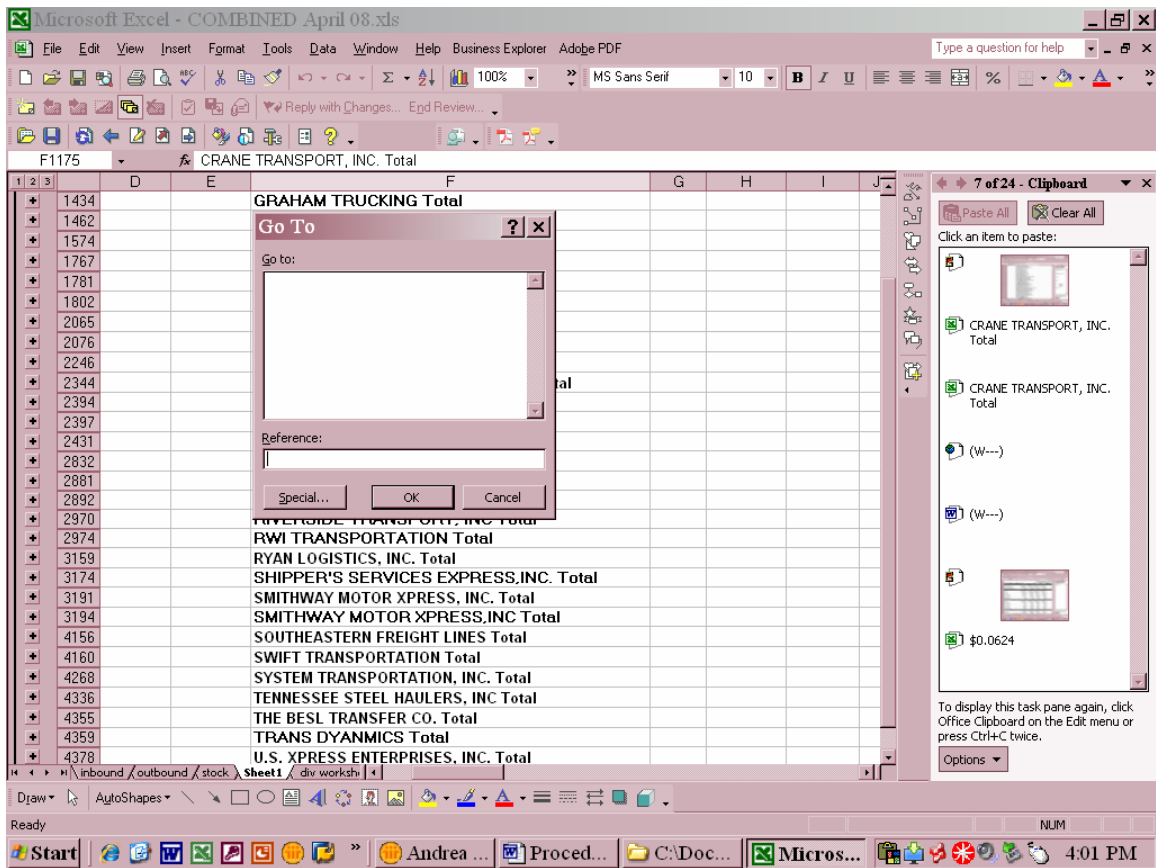 Microsoft Excel - COMBINED April 08.xls
File Edit View Insert Format Tools Data Window Help Business Explorer Adobe PDF
Type a question for help
Σ 100% » MS Sans Serif 10 B I U % A »
Reply with Changes... End Review...
F1175 fx CRANE TRANSPORT, INC. Total
1 2 3 D E F G H I J
1434 GRAHAM TRUCKING Total
1462
1574
1767
1781
1802
2065
2076
2246
2344 tal
2394
2397
2431
2832
2881
2892
2970 RIVERSIDE TRANSPORT, INC Total
2974 RWI TRANSPORTATION Total
3159 RYAN LOGISTICS, INC. Total
3174 SHIPPER'S SERVICES EXPRESS,INC. Total
3191 SMITHWAY MOTOR XPRESS, INC. Total
3194 SMITHWAY MOTOR XPRESS,INC Total
4156 SOUTHEASTERN FREIGHT LINES Total
4160 SWIFT TRANSPORTATION Total
4268 SYSTEM TRANSPORTATION, INC. Total
4336 TENNESSEE STEEL HAULERS, INC Total
4355 THE BESL TRANSFER CO. Total
4359 TRANS DYANMICS Total
4378 U.S. XPRESS ENTERPRISES, INC. Total
Go To
Go to:
Reference:
Special... OK Cancel
7 of 24 - Clipboard
Paste All Clear All
Click an item to paste:
CRANE TRANSPORT, INC.
Total
CRANE TRANSPORT, INC.
Total
(W---)
(W---)
$0.0624
To display this task pane again, click
Office Clipboard on the Edit menu or
press Ctrl+C twice.
Options
inbound outbound stock Sheet1 div worksh
Draw AutoShapes A
Ready NUM
Start » Andrea ... Proced... C:\Doc... Micros... 4:01 PM